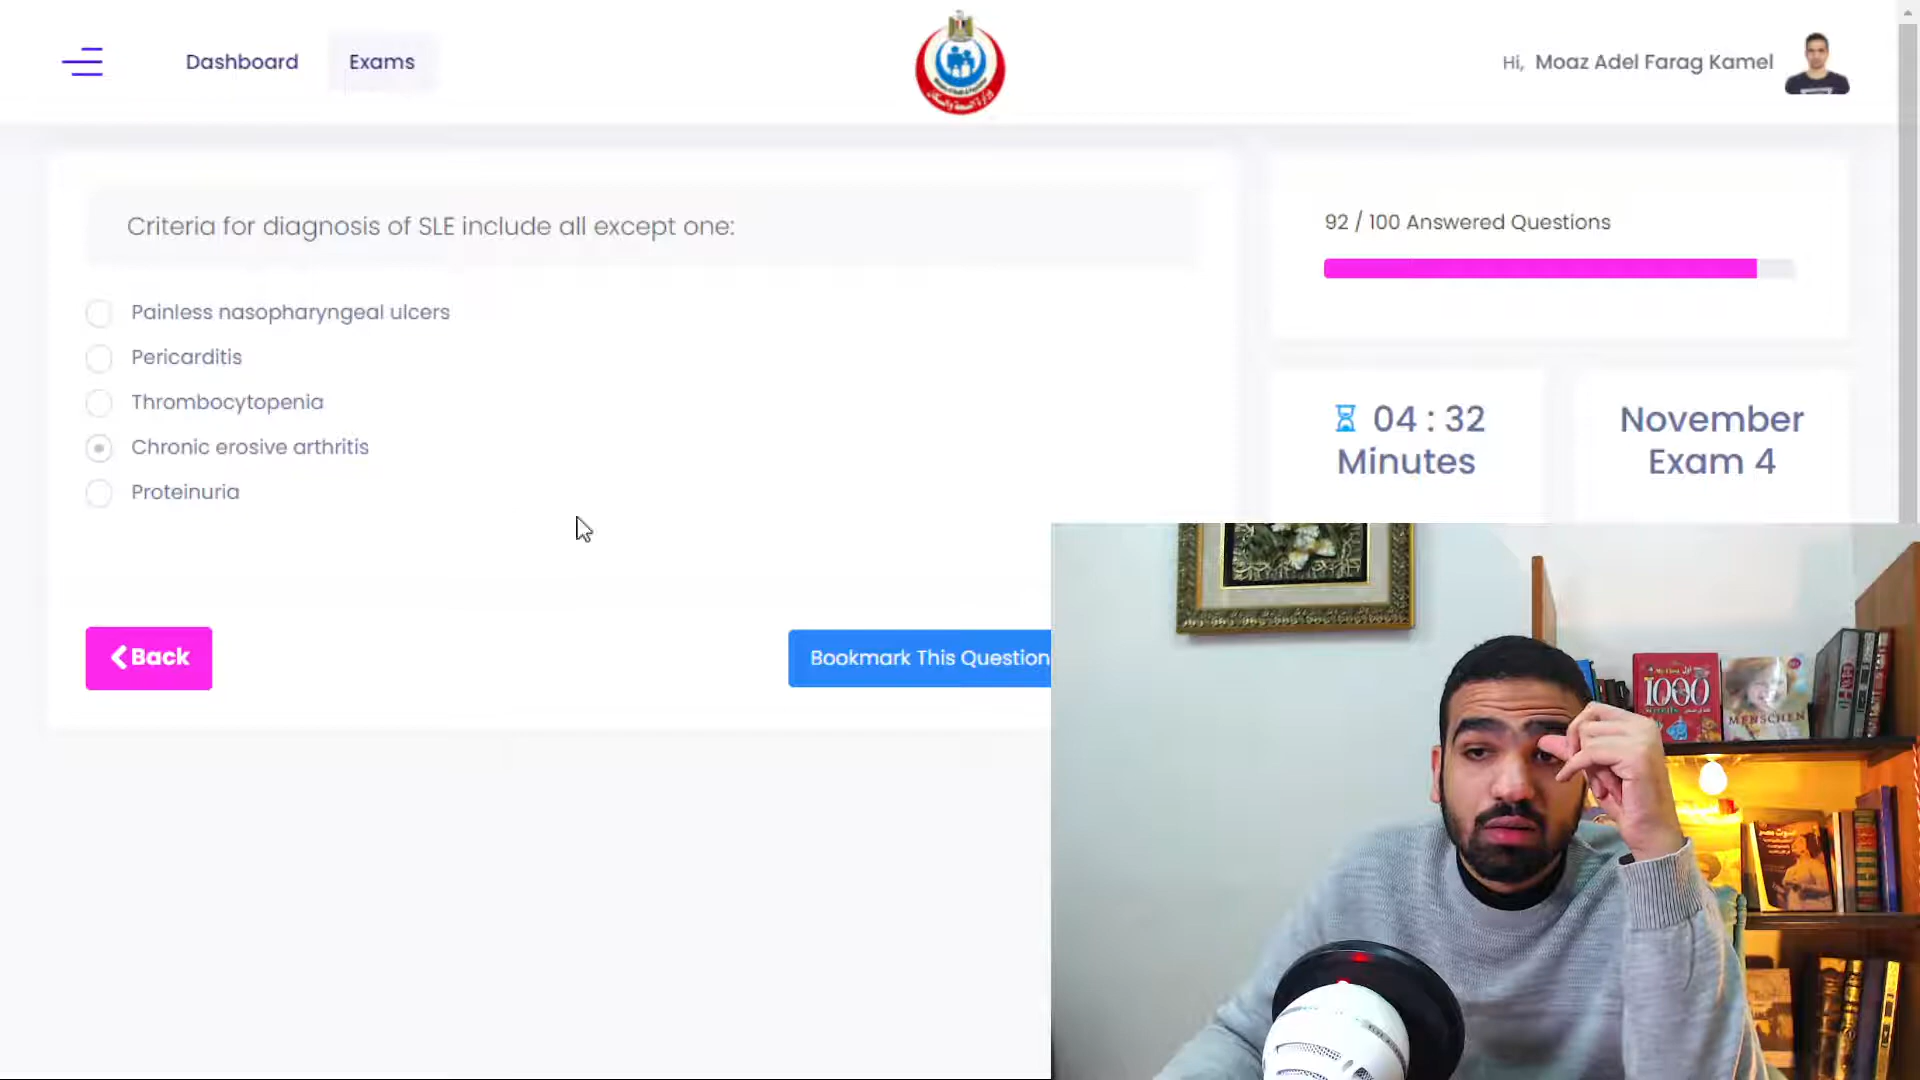 Dashboard
Exams
Hi, Moaz Adel Farag Kamel
Criteria for diagnosis of SLE include all except one:
Painless nasopharyngeal ulcers
Pericarditis
Thrombocytopenia
Chronic erosive arthritis
Proteinuria
Back
Bookmark This Question
92 / 100 Answered Questions
04 : 32
Minutes
November
Exam 4
1000
MENSCHEN